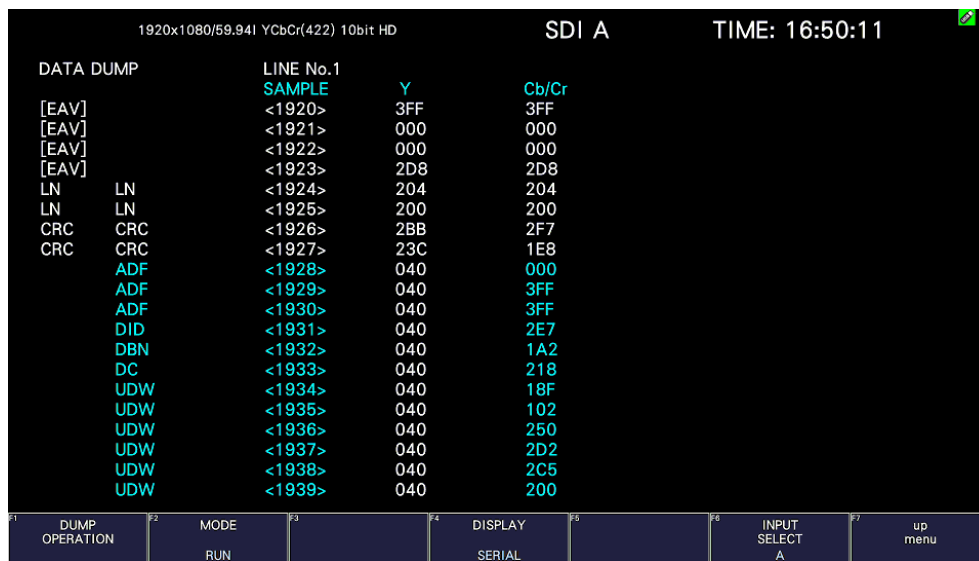 1920x1080/59.94I YCbCr(422) 10bit HD SDI A TIME: 16:50:11
DATA DUMP LINE No.1
SAMPLE Y Cb/Cr
[EAV] <1920> 3FF 3FF
[EAV] <1921> 000 000
[EAV] <1922> 000 000
[EAV] <1923> 2D8 2D8
LN LN <1924> 204 204
LN LN <1925> 200 200
CRC CRC <1926> 2BB 2F7
CRC CRC <1927> 23C 1E8
ADF <1928> 040 000
ADF <1929> 040 3FF
ADF <1930> 040 3FF
DID <1931> 040 2E7
DBN <1932> 040 1A2
DC <1933> 040 218
UDW <1934> 040 18F
UDW <1935> 040 102
UDW <1936> 040 250
UDW <1937> 040 2D2
UDW <1938> 040 2C5
UDW <1939> 040 200
F1 DUMP F2 MODE F3 F4 DISPLAY F5 F6 INPUT F7 up
OPERATION SELECT menu
RUN SERIAL A